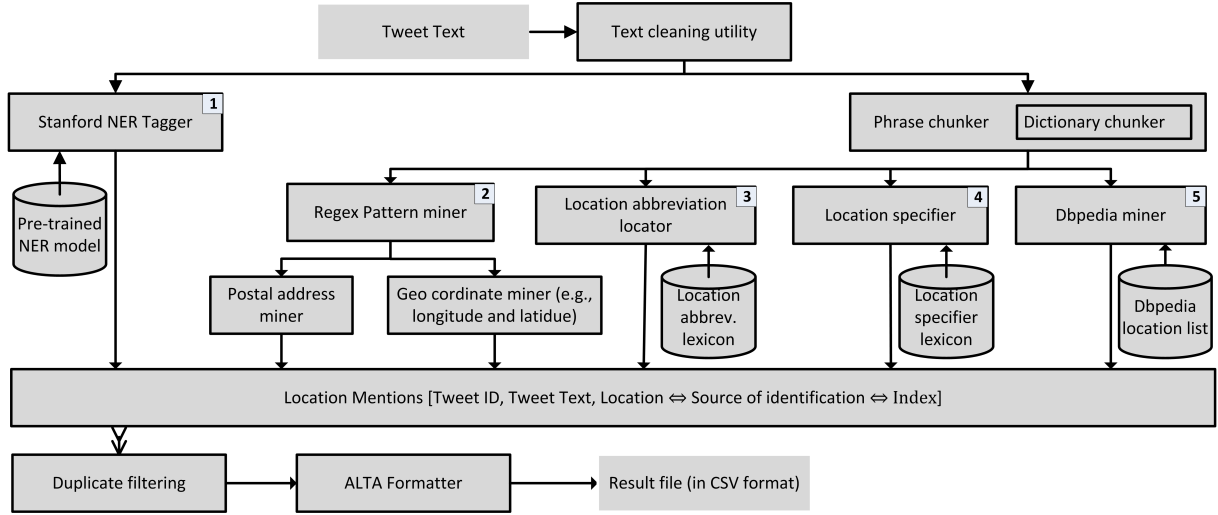 Tweet Text
Text cleaning utility
1
Stanford NER Tagger
Phrase chunker
Dictionary chunker
Pre-trained
NER model
2
Regex Pattern miner
3
Location abbreviation
locator
4
Location specifier
5
Dbpedia miner
Postal address
miner
Geo cordinate miner (e.g.,
longitude and latidue)
Location
abbrev.
lexicon
Location
specifier
lexicon
Dbpedia
location list
Location Mentions [Tweet ID, Tweet Text, Location ⇔ Source of identification ⇔ Index]
Duplicate filtering
ALTA Formatter
Result file (in CSV format)